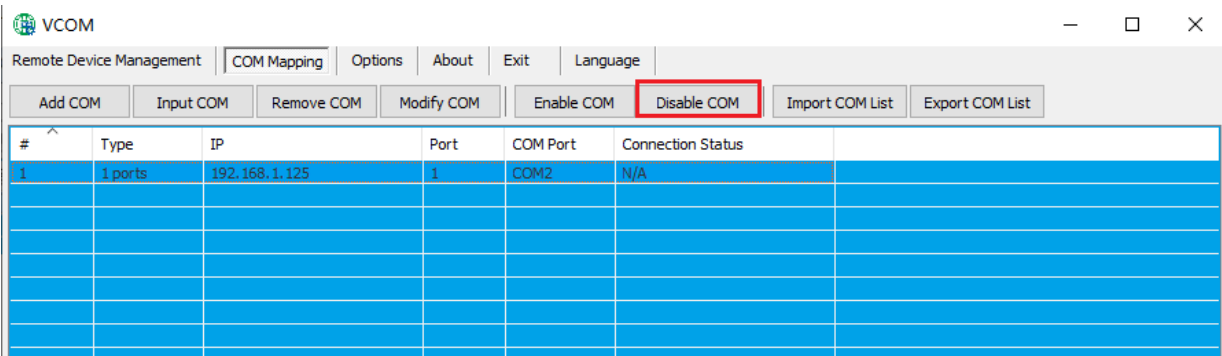 VCOM
Remote Device Management COM Mapping Options About Exit Language
Add COM Input COM Remove COM Modify COM Enable COM Disable COM Import COM List Export COM List
# Type IP Port COM Port Connection Status
1 1 ports 192.168.1.125 1 COM2 N/A